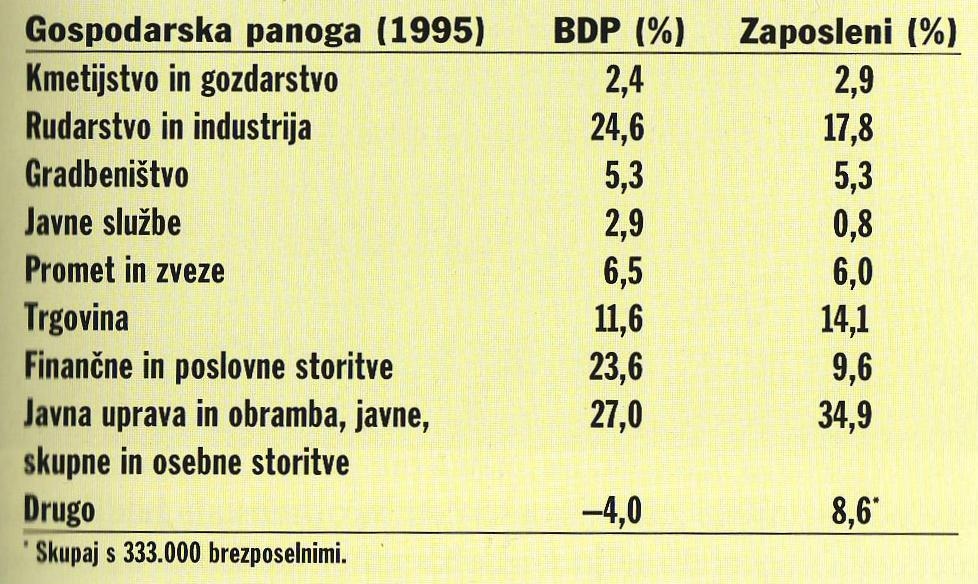 Gospodarska panoga (1995) BDP (%) Zaposleni (%)
Kmetijstvo in gozdarstvo 2,4 2,9
Rudarstvo in industrija 24,6 17,8
Gradbeništvo 5,3 5,3
Javne službe 2,9 0,8
Promet in zveze 6,5 6,0
Trgovina 11,6 14,1
Finančne in poslovne storitve 23,6 9,6
Javna uprava in obramba, javne, 27,0 34,9
skupne in osebne storitve
Drugo –4,0 8,6*
* Skupaj s 333.000 brezposelnimi.